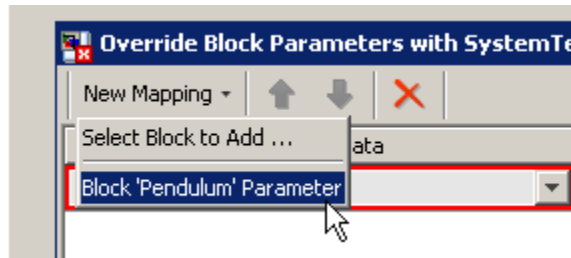 Override Block Parameters with SystemTe
New Mapping
Select Block to Add ...
ata
Block 'Pendulum' Parameter